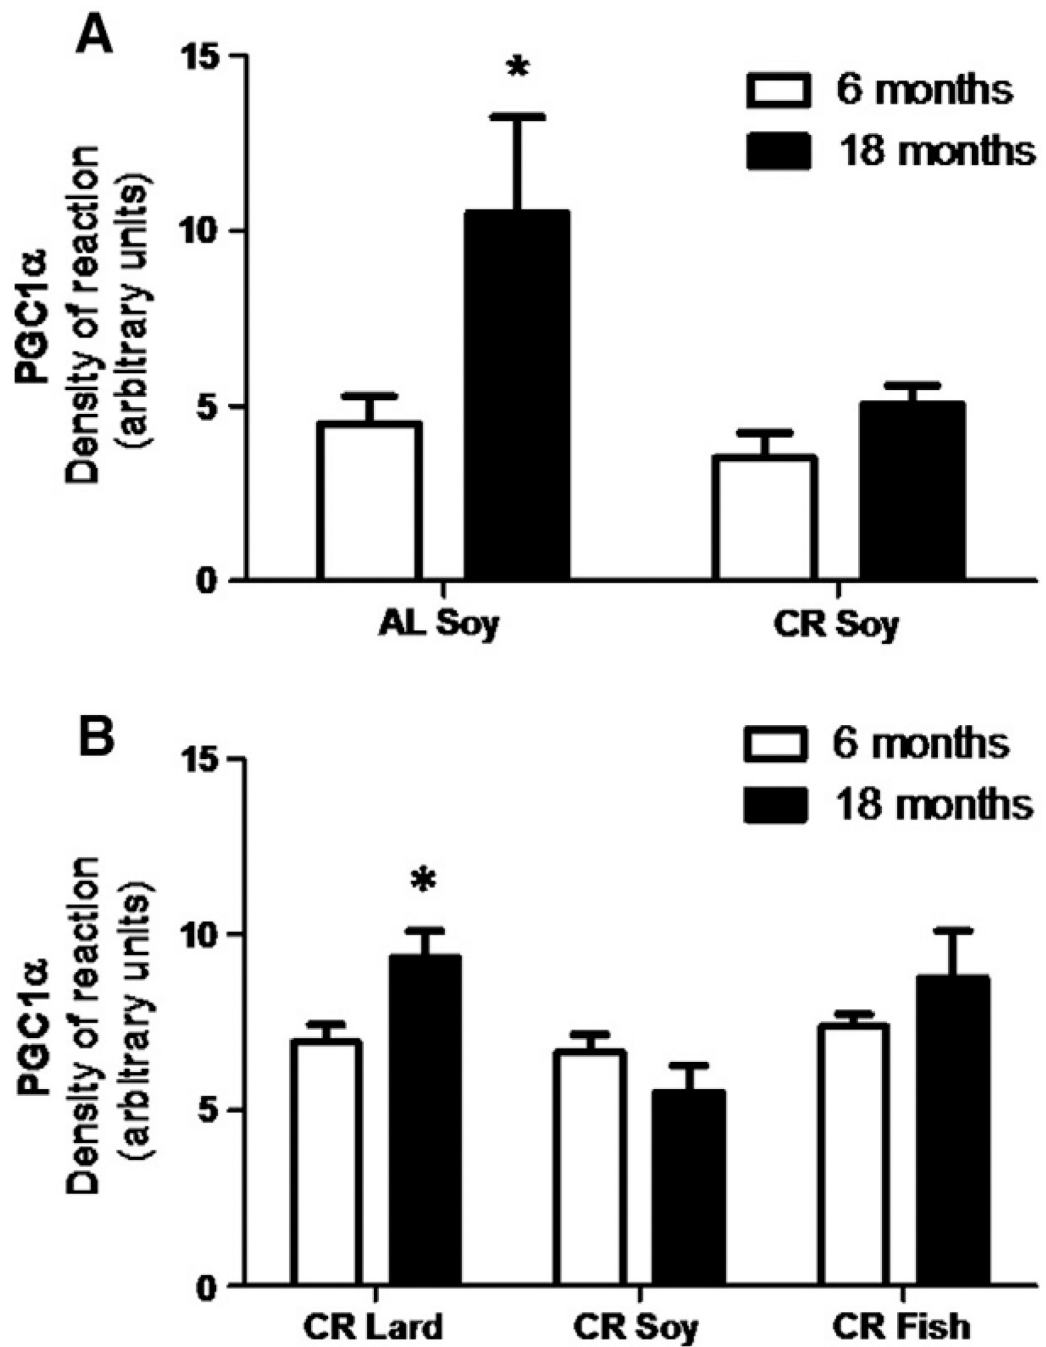 A
15
*
6 months
18 months
10
5
0
PGC1α
Density of reaction
(arbitrary units)
AL Soy
CR Soy
B
15
6 months
18 months
*
10
5
0
PGC1α
Density of reaction
(arbitrary units)
CR Lard
CR Soy
CR Fish